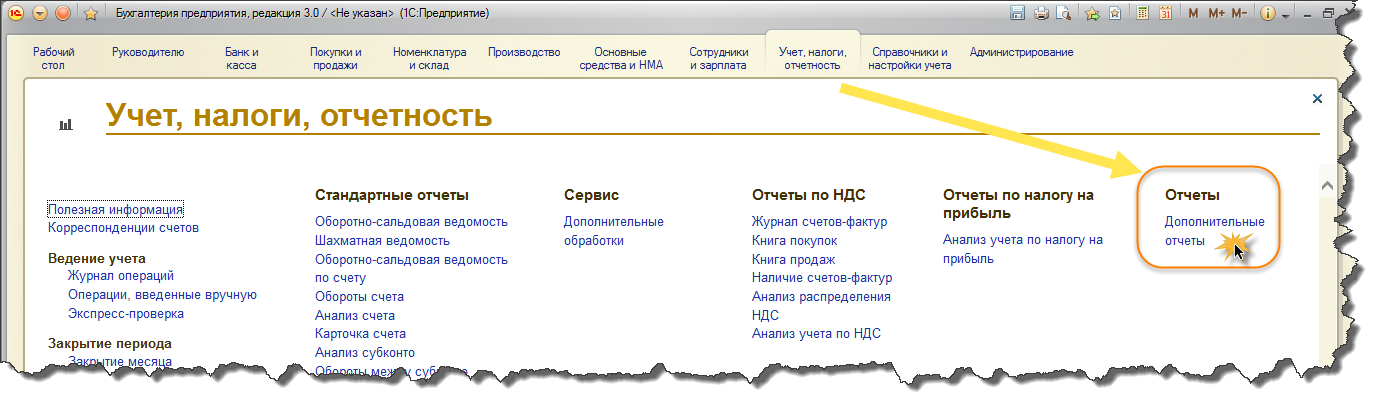 Бухгалтерия предприятия, редакция 3.0 / <Не указан> (1С:Предприятие)
M M+ M-
Рабочий стол
Руководителю
Банк и касса
Покупки и продажи
Номенклатура и склад
Производство
Основные средства и НМА
Сотрудники и зарплата
Учет, налоги, отчетность
Справочники и настройки учета
Администрирование
Учет, налоги, отчетность
Полезная информация
Корреспонденции счетов
Ведение учета
Журнал операций
Операции, введенные вручную
Экспресс-проверка
Закрытие периода
Закрытие месяца
Стандартные отчеты
Оборотно-сальдовая ведомость
Шахматная ведомость
Оборотно-сальдовая ведомость
по счету
Обороты счета
Анализ счета
Карточка счета
Анализ субконто
Обороты между субконто
Сервис
Дополнительные
обработки
Отчеты по НДС
Журнал счетов-фактур
Книга покупок
Книга продаж
Наличие счетов-фактур
Анализ распределения
НДС
Анализ учета по НДС
Отчеты по налогу на
прибыль
Анализ учета по налогу на
прибыль
Отчеты
Дополнительные
отчеты